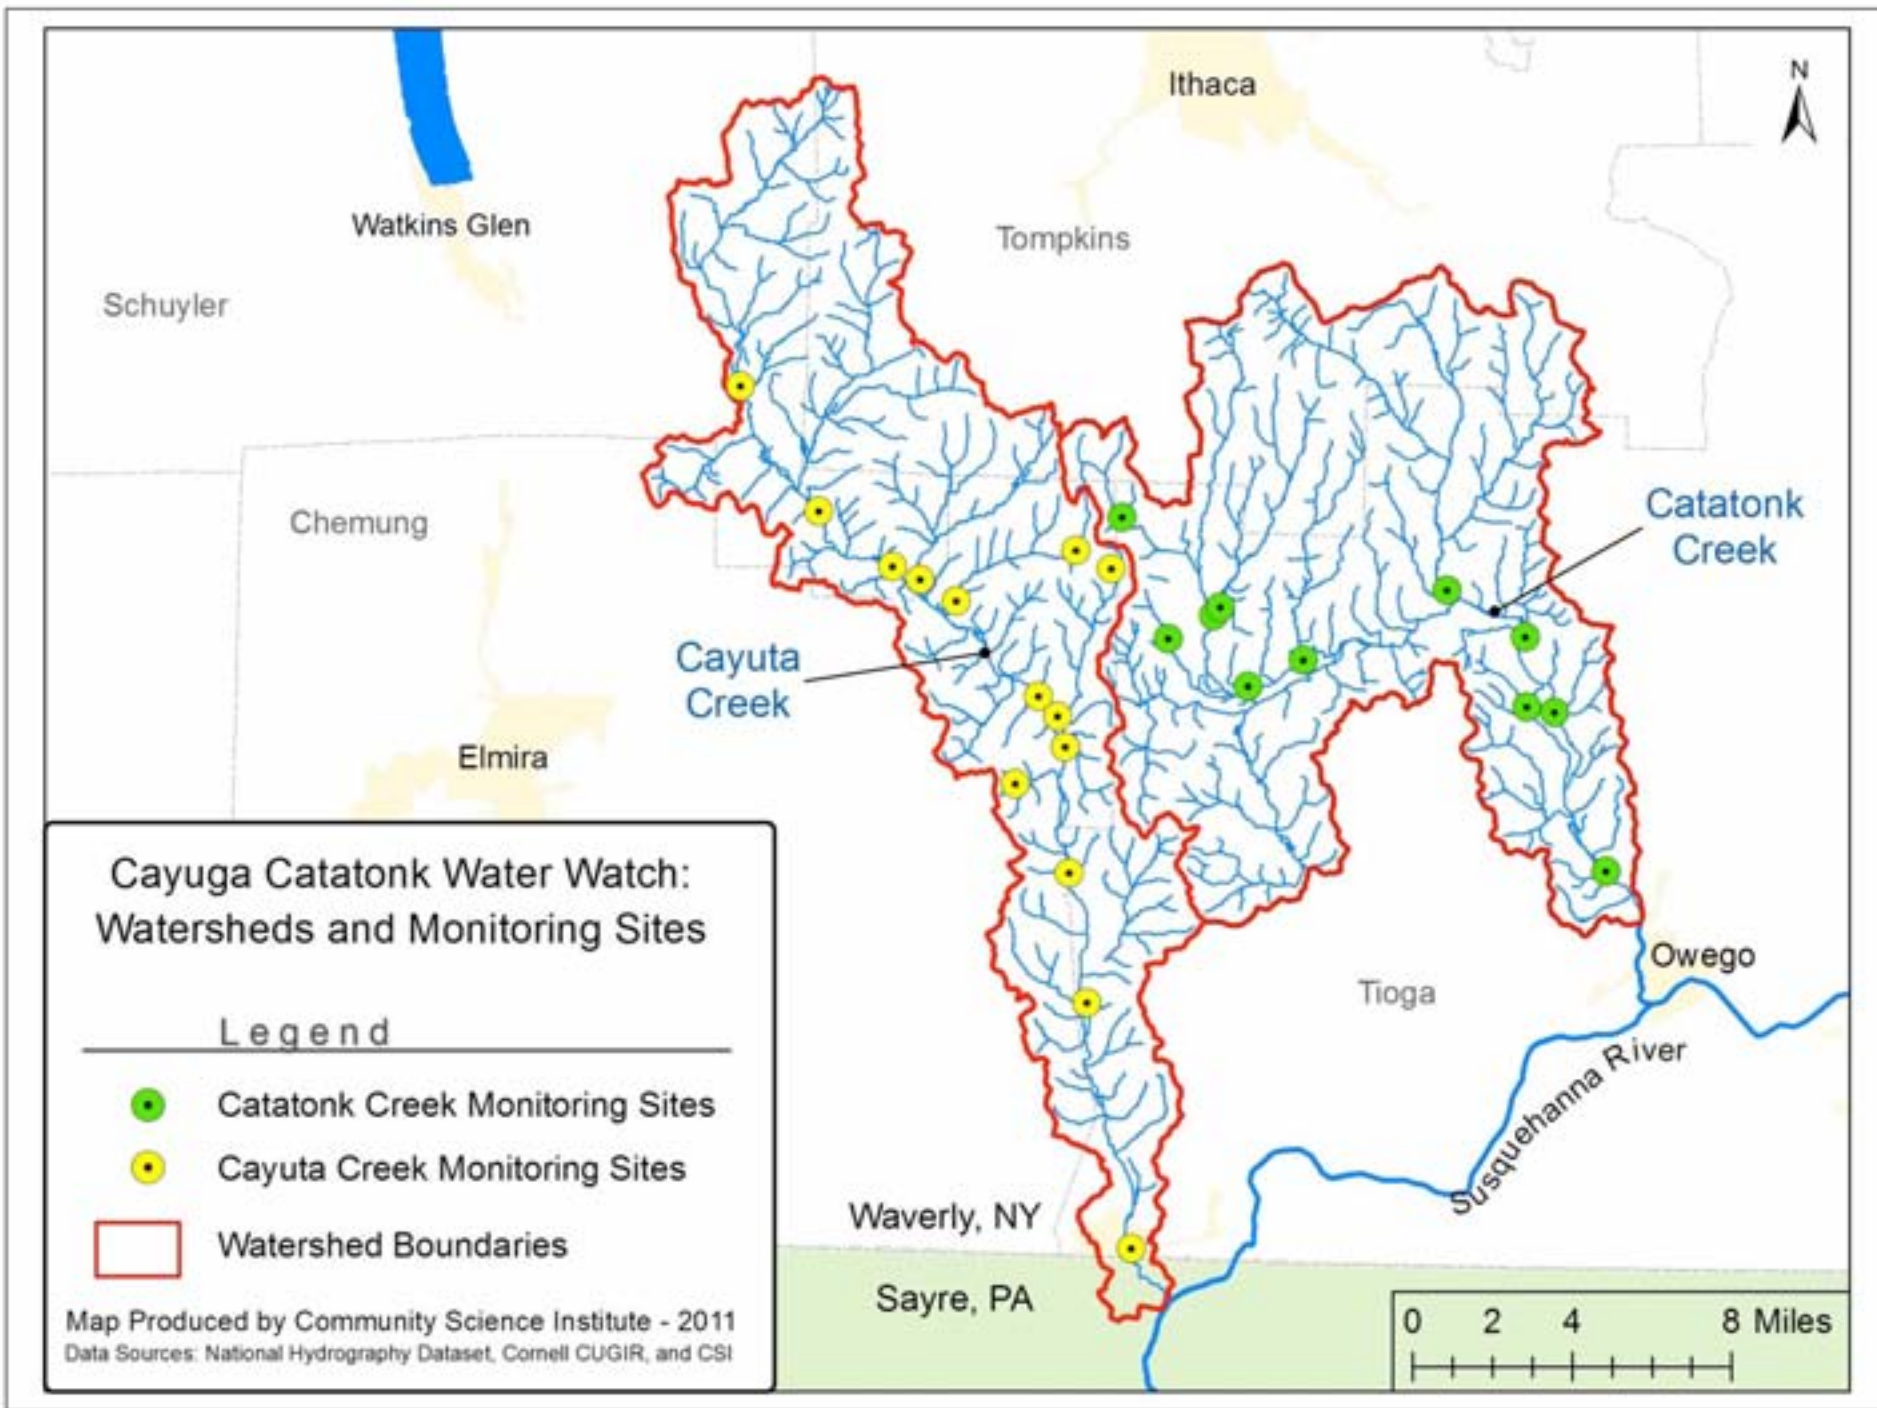 N
Ithaca
Watkins Glen
Tompkins
Schuyler
Catatonk
Creek
Chemung
Cayuta
Creek
Elmira
Cayuga Catatonk Water Watch:
Watersheds and Monitoring Sites
Legend
Catatonk Creek Monitoring Sites
Cayuta Creek Monitoring Sites
Watershed Boundaries
Map Produced by Community Science Institute - 2011
Data Sources: National Hydrography Dataset, Cornell CUGIR, and CSI
Owego
Tioga
Susquehanna River
Waverly, NY
Sayre, PA
0 2 4 8 Miles